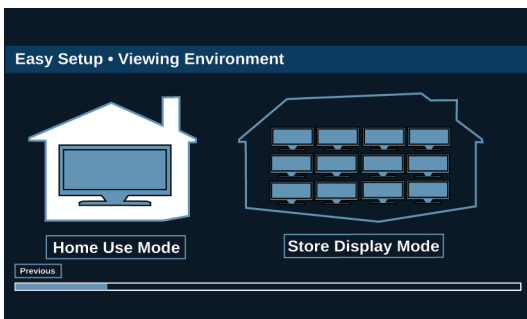 Easy Setup • Viewing Environment
Home Use Mode
Store Display Mode
Previous